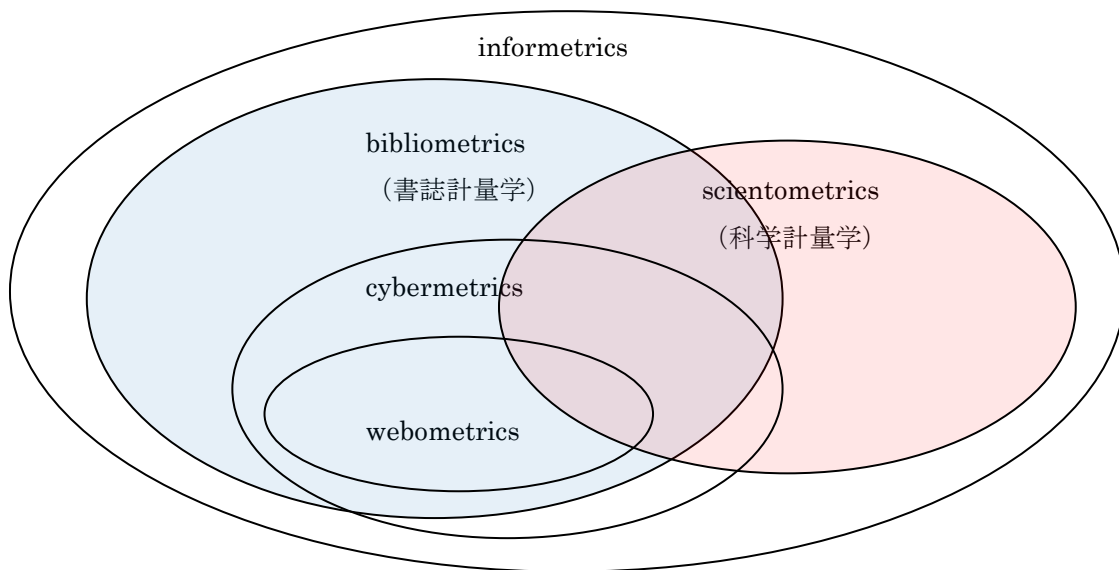 informetrics
bibliometrics
（書誌計量学）
scientometrics
（科学計量学）
cybermetrics
webometrics